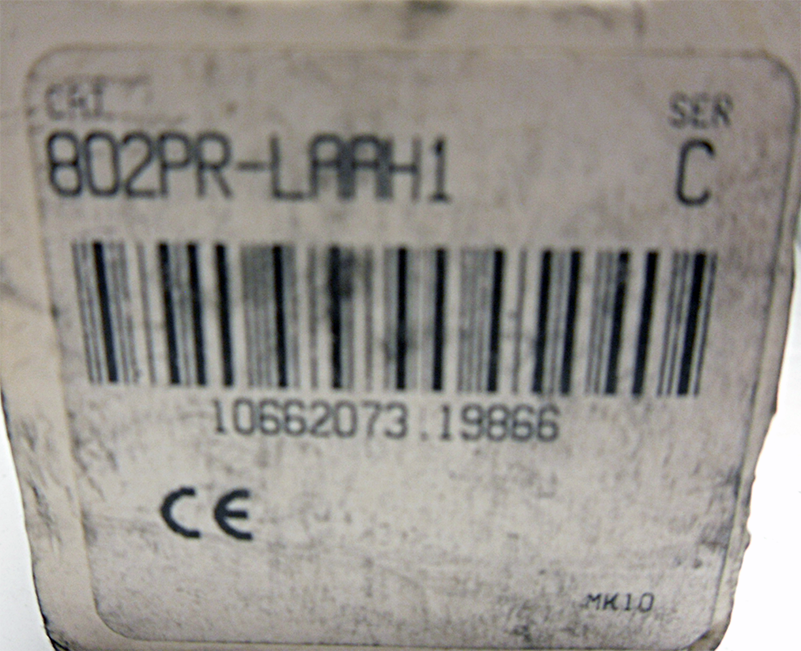 CAT SER
802PR-LAAH1 C
10662073.19866
CE
MK10